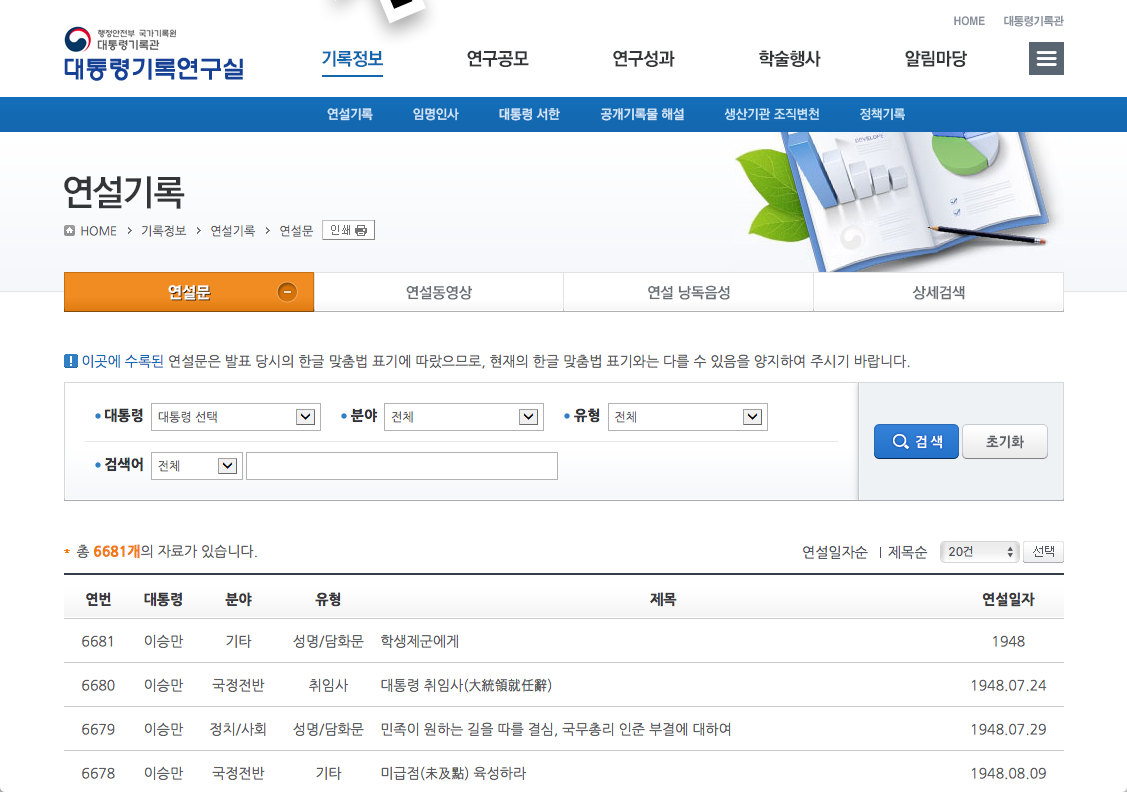 HOME 대통령기록관
행정안전부 국가기록원
대통령기록관
대통령기록연구실
기록정보 연구공모 연구성과 학술행사 알림마당
연설기록 임명인사 대통령 서한 공개기록물 해설 생산기관 조직변천 정책기록
DEVELOPE
연설기록
HOME > 기록정보 > 연설기록 > 연설문 인쇄
연설문 연설동영상 연설 낭독음성 상세검색
이곳에 수록된 연설문은 발표 당시의 한글 맞춤법 표기에 따랐으므로, 현재의 한글 맞춤법 표기와는 다를 수 있음을 양지하여 주시기 바랍니다.
대통령 대통령 선택 분야 전체 유형 전체
검색어 전체
검색 초기화
* 총 6681개의 자료가 있습니다. 연설일자순 | 제목순 20건 선택
연번 대통령 분야 유형 제목 연설일자
6681 이승만 기타 성명/담화문 학생제군에게 1948
6680 이승만 국정전반 취임사 대통령 취임사(大統領就任辭) 1948.07.24
6679 이승만 정치/사회 성명/담화문 민족이 원하는 길을 따를 결심, 국무총리 인준 부결에 대하여 1948.07.29
6678 이승만 국정전반 기타 미급점(未及點) 육성하라 1948.08.09